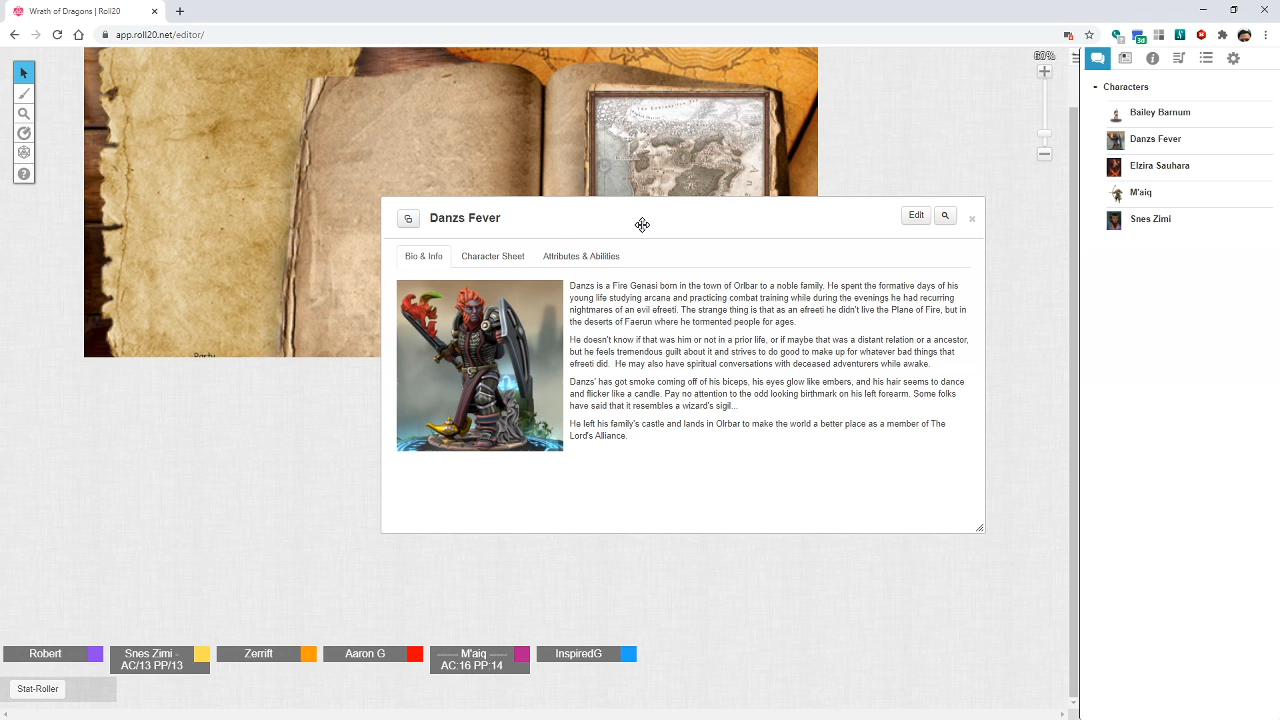 Wrath of Dragons | Roll20
app.roll20.net/editor/
3d
60%
Characters
Bailey Barnum
Danzs Fever
Elzira Sauhara
M'aiq
Snes Zimi
Danzs Fever
Edit
Bio & Info
Character Sheet
Attributes & Abilities
Danzs is a Fire Genasi born in the town of Orlbar to a noble family. He spent the formative days of his
young life studying arcana and practicing combat training while during the evenings he had recurring
nightmares of an evil efreeti. The strange thing is that as an efreeti he didn't live the Plane of Fire, but in
the deserts of Faerun where he tormented people for ages.
He doesn't know if that was him or not in a prior life, or if maybe that was a distant relation or a ancestor,
but he feels tremendous guilt about it and strives to do good to make up for whatever bad things that
efreeti did. He may also have spiritual conversations with deceased adventurers while awake.
Danzs' has got smoke coming off of his biceps, his eyes glow like embers, and his hair seems to dance
and flicker like a candle. Pay no attention to the odd looking birthmark on his left forearm. Some folks
have said that it resembles a wizard's sigil...
He left his family's castle and lands in Olrbar to make the world a better place as a member of The
Lord's Alliance.
Party
Robert
Snes Zimi -
AC/13 PP/13
Zerrift
Aaron G
—— M'aiq ——
AC:16 PP:14
InspiredG
Stat-Roller